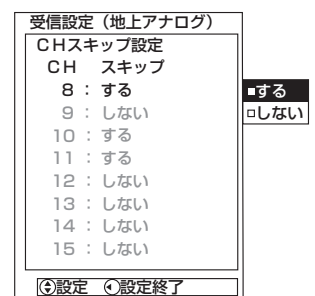 受信設定（地上アナログ）
CHスキップ設定
CH スキップ
8：する
9：しない
10：する
11：する
12：しない
13：しない
14：しない
15：しない
■する
□しない
設定 設定終了